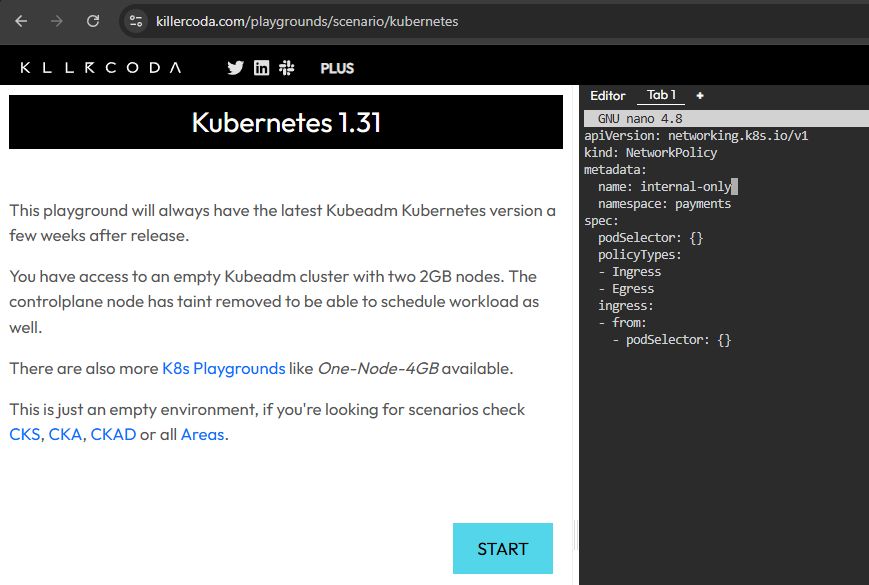 killercoda.com/playgrounds/scenario/kubernetes
KLLRCODA
PLUS
Kubernetes 1.31
This playground will always have the latest Kubeadm Kubernetes version a
few weeks after release.
You have access to an empty Kubeadm cluster with two 2GB nodes. The
controlplane node has taint removed to be able to schedule workload as
well.
There are also more K8s Playgrounds like One-Node-4GB available.
This is just an empty environment, if you're looking for scenarios check
CKS, CKA, CKAD or all Areas.
START
Editor Tab 1 +
GNU nano 4.8
apiVersion: networking.k8s.io/v1
kind: NetworkPolicy
metadata:
  name: internal-only
  namespace: payments
spec:
  podSelector: {}
  policyTypes:
  - Ingress
  - Egress
  ingress:
  - from:
    - podSelector: {}